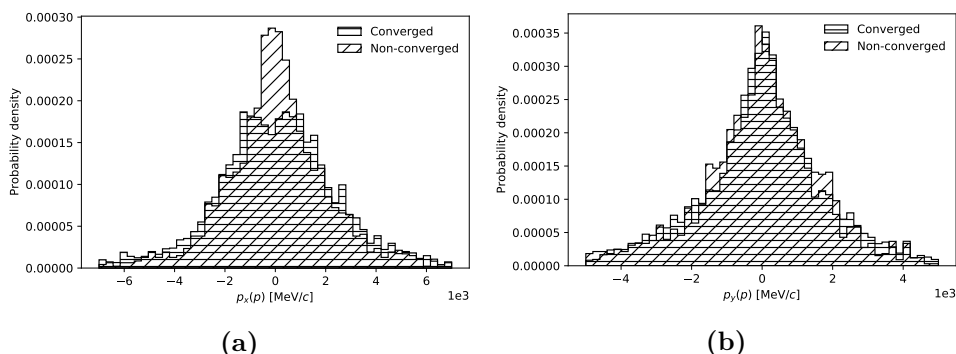 0.00030
0.00025
0.00020
0.00015
0.00010
0.00005
0.00000
Probability density
Converged
Non-converged
−6 −4 −2 0 2 4 6
1e3
p_x(p) [MeV/c]
(a)
0.00035
0.00030
0.00025
0.00020
0.00015
0.00010
0.00005
0.00000
Probability density
Converged
Non-converged
−4 −2 0 2 4
1e3
p_y(p) [MeV/c]
(b)